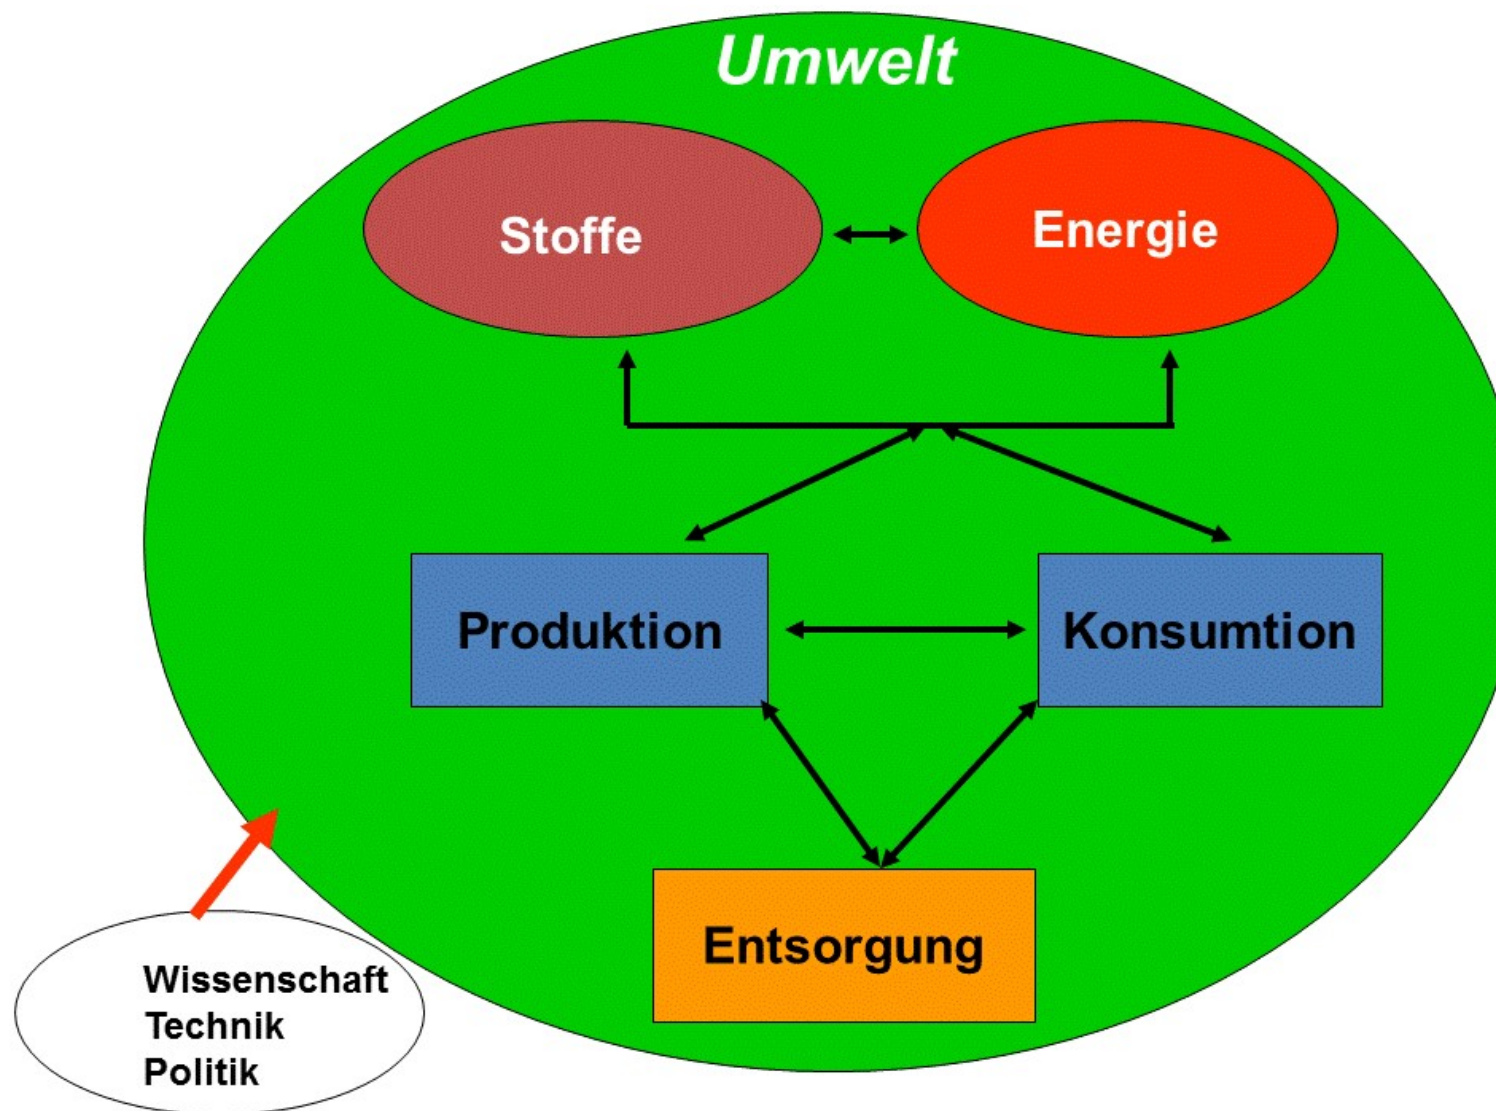 Umwelt
Stoffe
Energie
Produktion
Konsumtion
Entsorgung
Wissenschaft
Technik
Politik